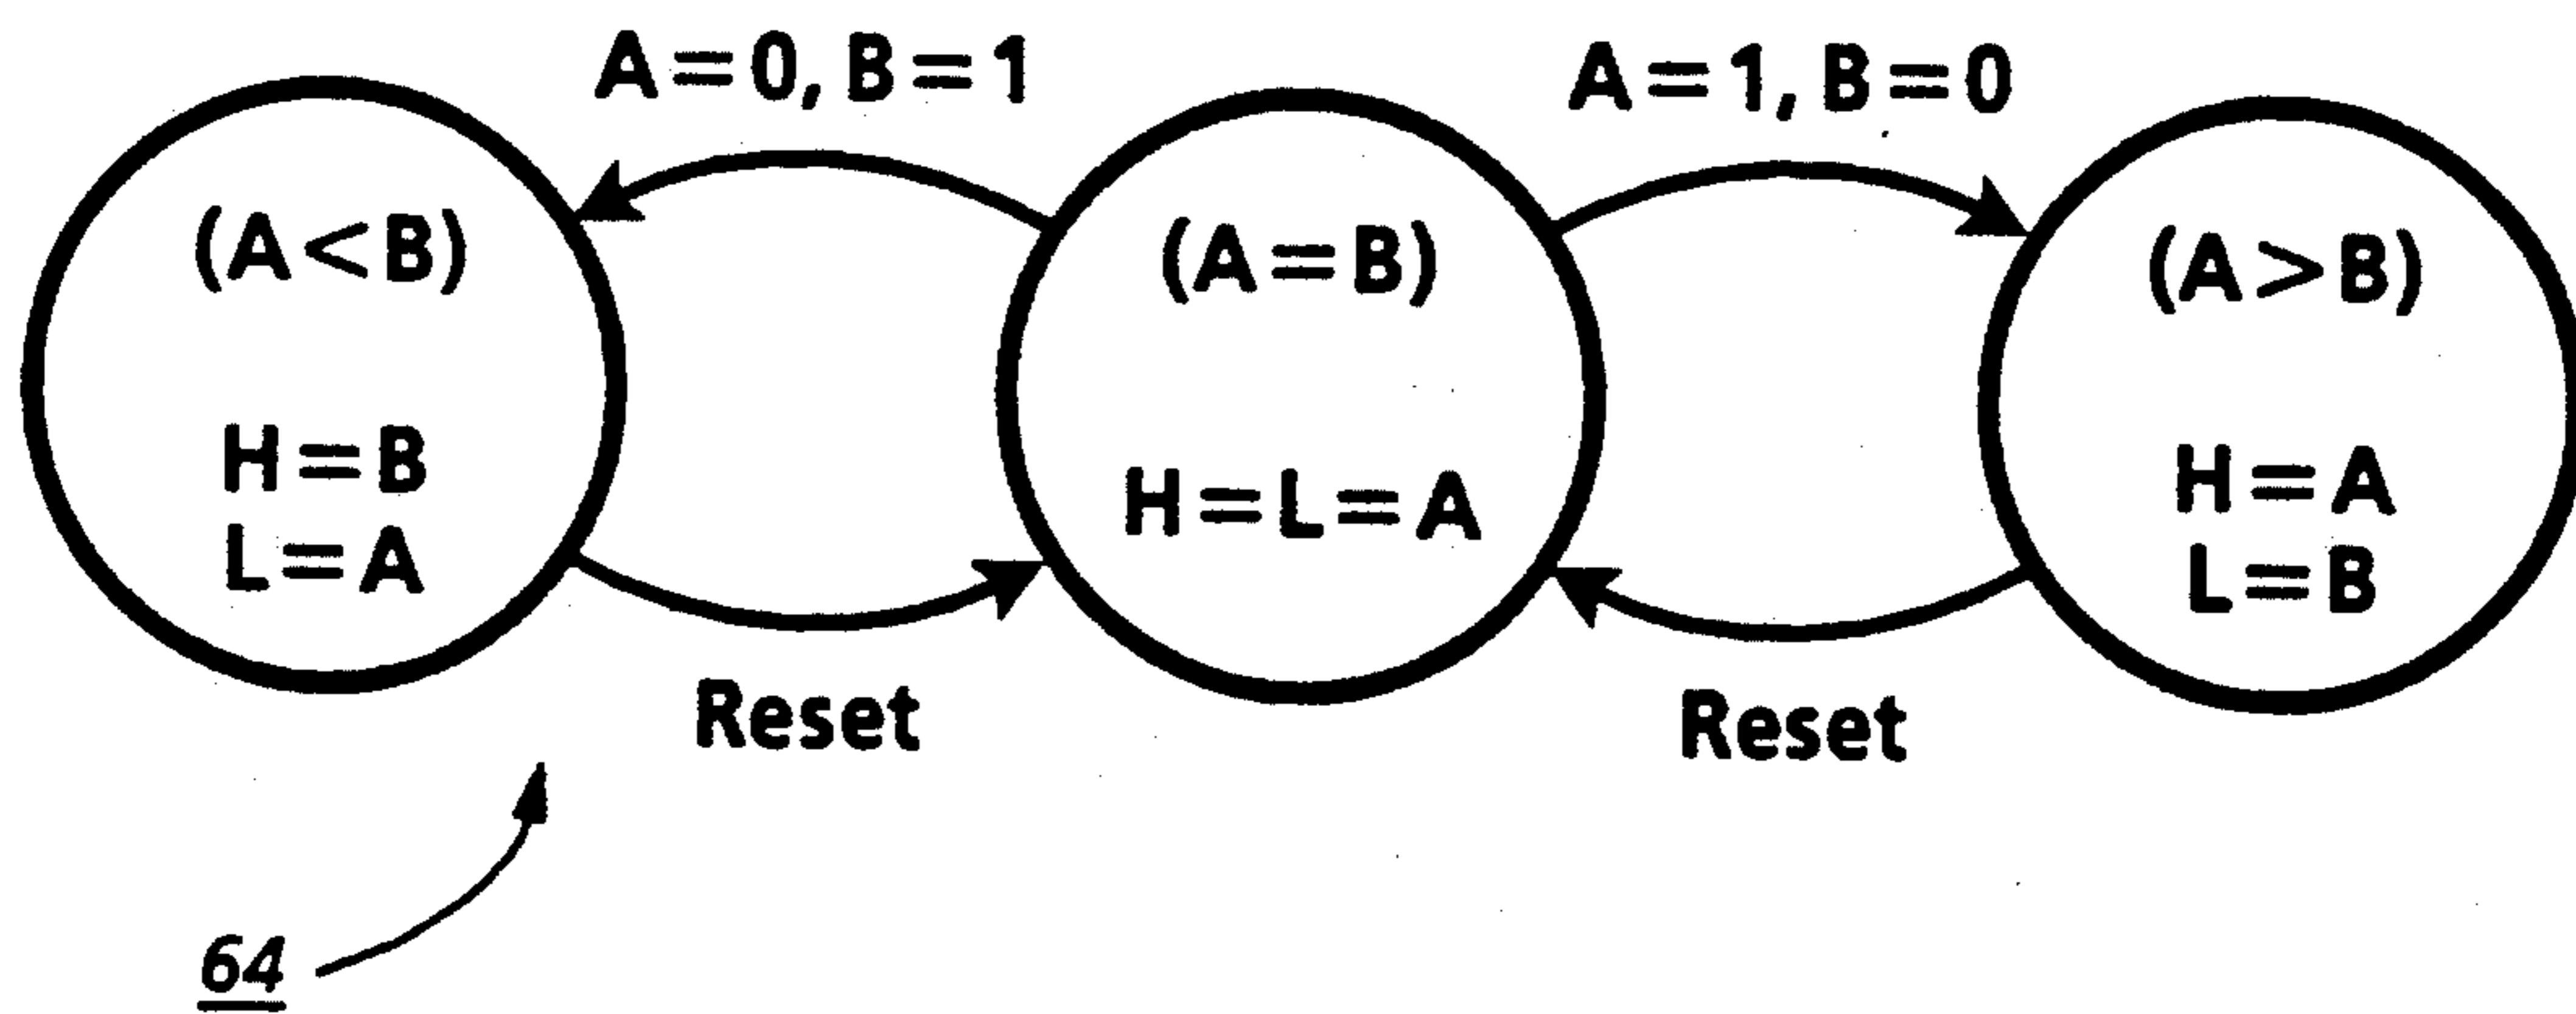 A=0, B=1
A=1, B=0
(A<B)
(A=B)
(A>B)
H=B
L=A
H=L=A
H=A
L=B
Reset
Reset
64